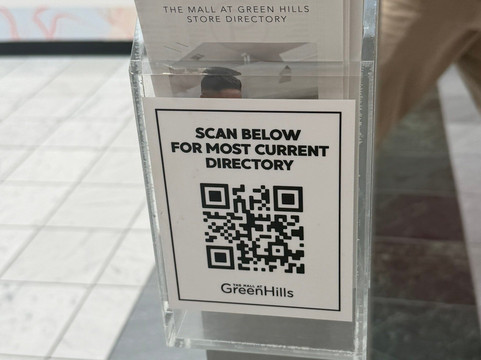 THE MALL AT GREEN HILLS
STORE DIRECTORY
SCAN BELOW
FOR MOST CURRENT
DIRECTORY
THE MALL AT
GreenHills